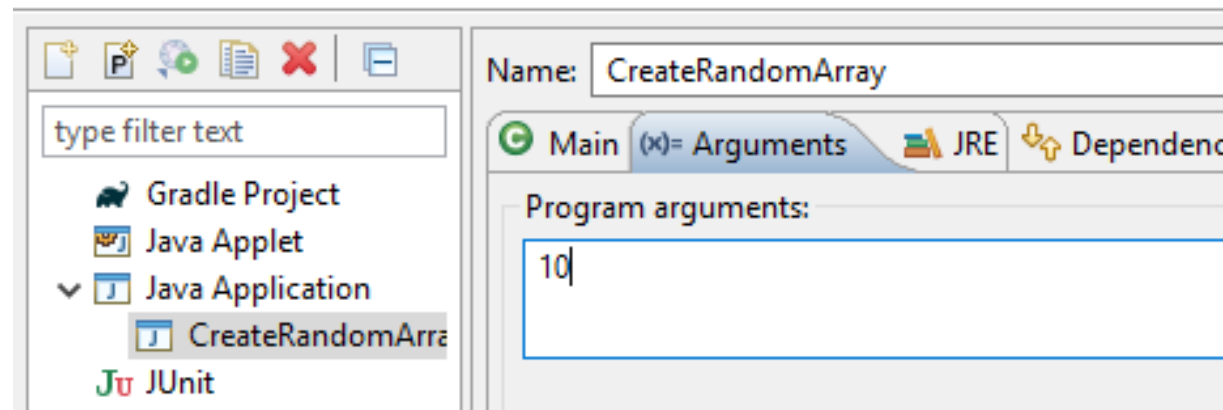 type filter text
Gradle Project
Java Applet
Java Application
CreateRandomArra
JUnit
Name: CreateRandomArray
Main (x)= Arguments JRE Dependenc
Program arguments:
10